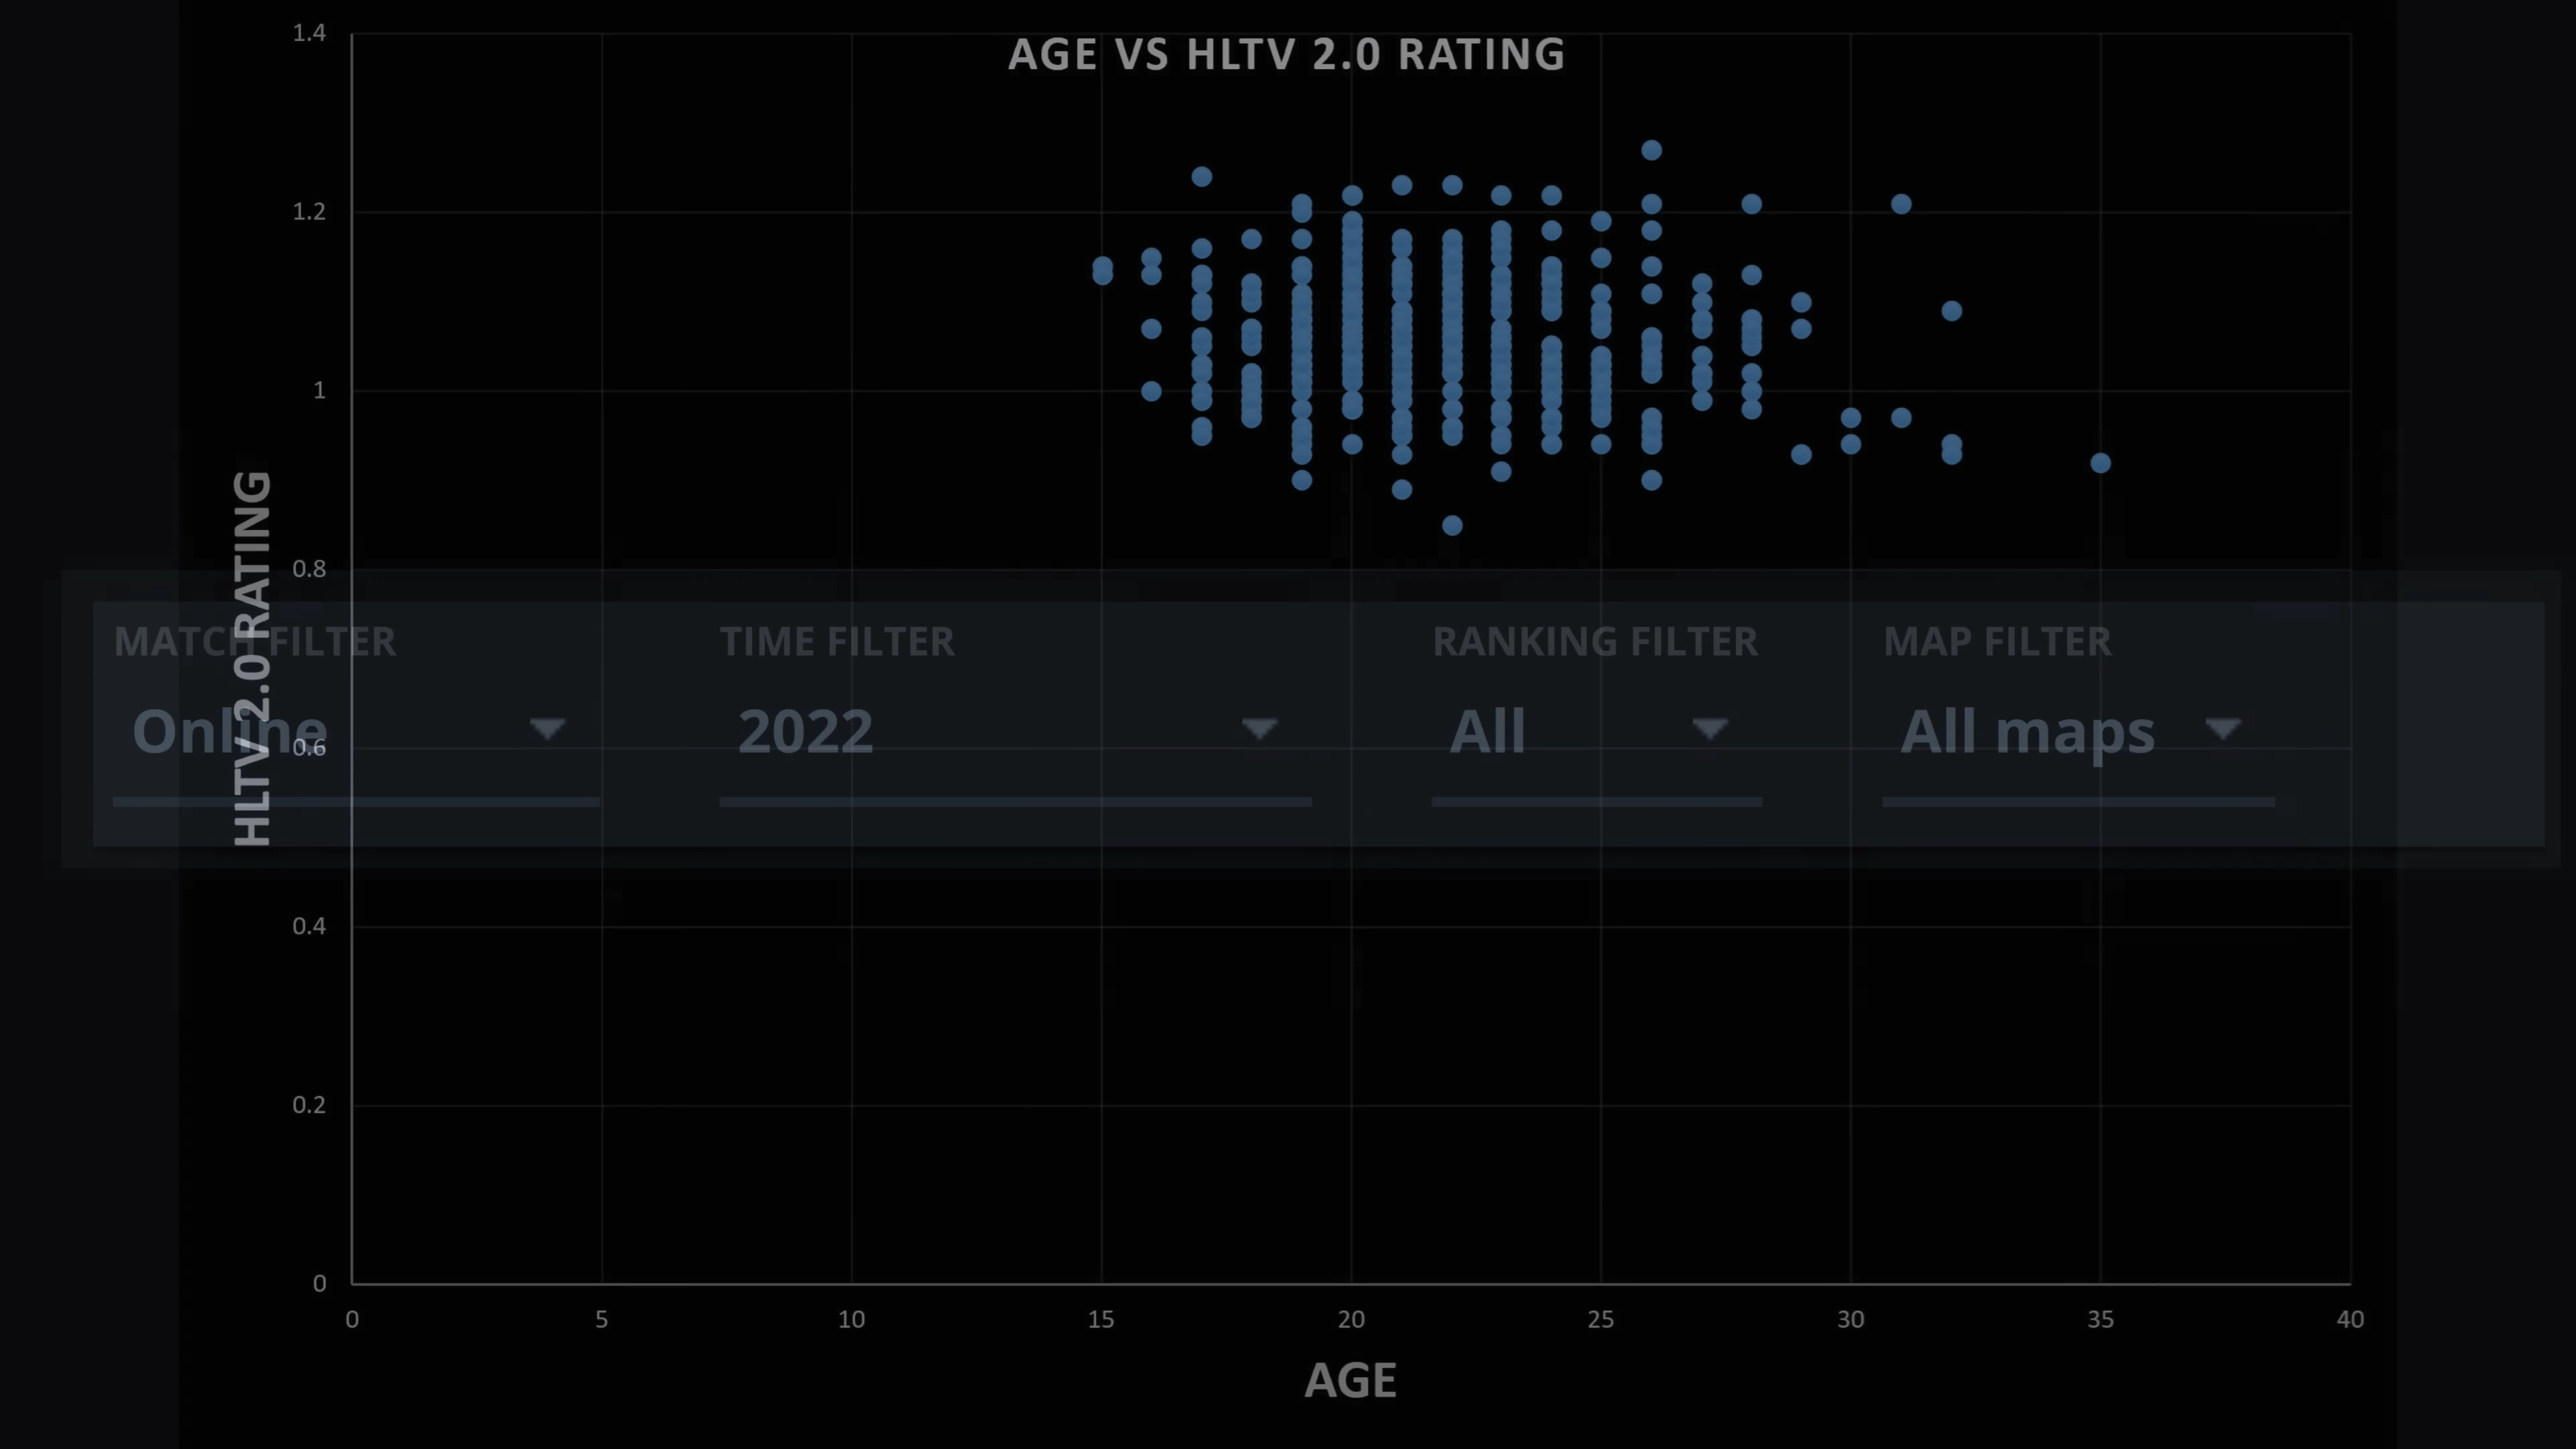 AGE VS HLTV 2.0 RATING
1.4
1.2
1
0.8
0.6
0.4
0.2
0
HLTV 2.0 RATING
MATCH FILTER TIME FILTER RANKING FILTER MAP FILTER
Online 2022 All All maps
0 5 10 15 20 25 30 35 40
AGE